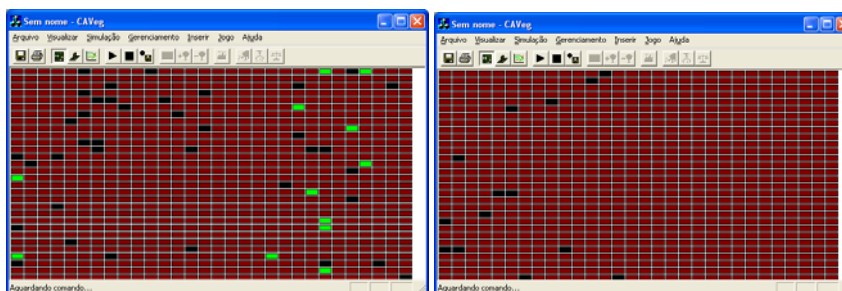 Sem nome - CAVeg
Arquivo Visualizar Simulação Gerenciamento Inserir Jogo Ajuda
Aguardando comando...
Sem nome - CAVeg
Arquivo Visualizar Simulação Gerenciamento Inserir Jogo Ajuda
Aguardando comando...